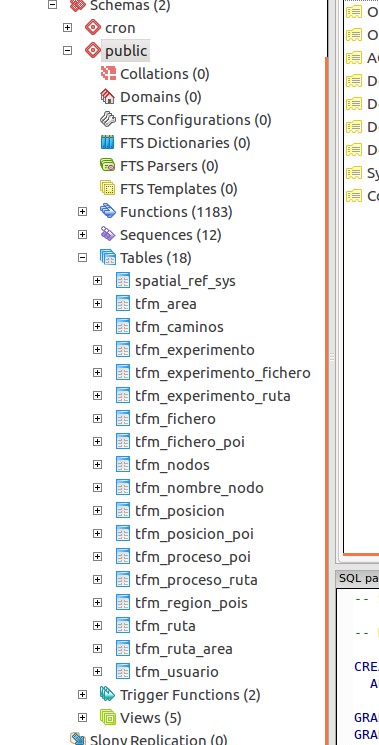 Schemas (2)
cron
public
Collations (0)
Domains (0)
FTS Configurations (0)
FTS Dictionaries (0)
FTS Parsers (0)
FTS Templates (0)
Functions (1183)
Sequences (12)
Tables (18)
spatial_ref_sys
tfm_area
tfm_caminos
tfm_experimento
tfm_experimento_fichero
tfm_experimento_ruta
tfm_fichero
tfm_fichero_poi
tfm_nodos
tfm_nombre_nodo
tfm_posicion
tfm_posicion_poi
tfm_proceso_poi
tfm_proceso_ruta
tfm_region_pois
tfm_ruta
tfm_ruta_area
tfm_usuario
Trigger Functions (2)
Views (5)
Slony Replication (0)
O
O
A
D
D
D
D
Sy
Co
SQL pa
--
--
CRE
A
GRA
GRA